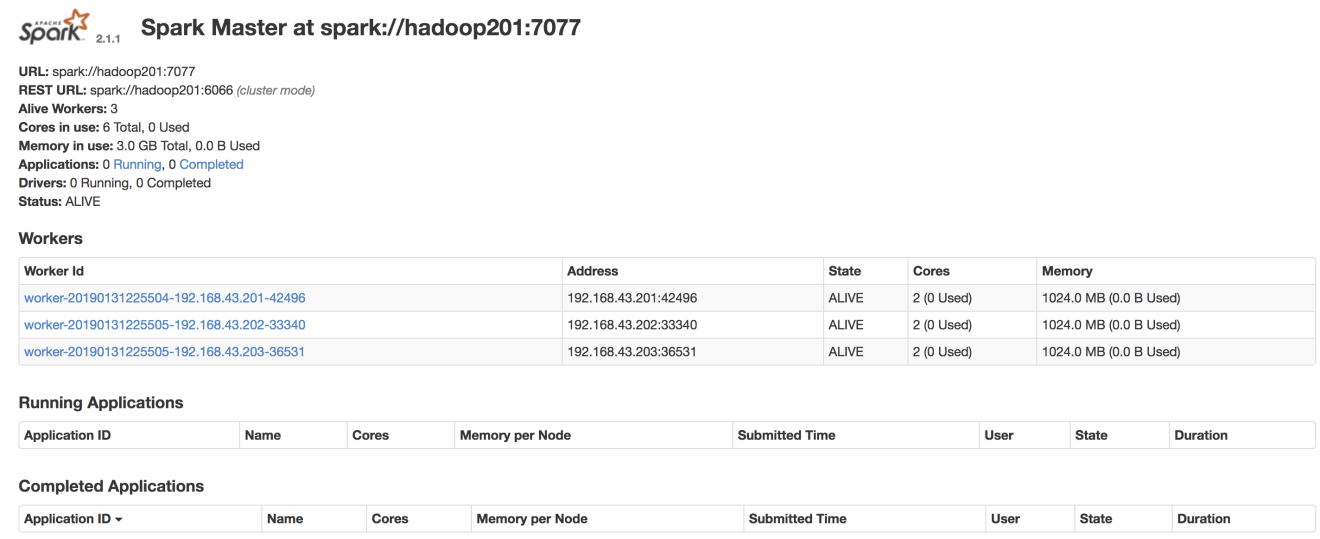 APACHE
Spark 2.1.1 Spark Master at spark://hadoop201:7077
URL: spark://hadoop201:7077
REST URL: spark://hadoop201:6066 (cluster mode)
Alive Workers: 3
Cores in use: 6 Total, 0 Used
Memory in use: 3.0 GB Total, 0.0 B Used
Applications: 0 Running, 0 Completed
Drivers: 0 Running, 0 Completed
Status: ALIVE
Workers
Worker Id Address State Cores Memory
worker-20190131225504-192.168.43.201-42496 192.168.43.201:42496 ALIVE 2 (0 Used) 1024.0 MB (0.0 B Used)
worker-20190131225505-192.168.43.202-33340 192.168.43.202:33340 ALIVE 2 (0 Used) 1024.0 MB (0.0 B Used)
worker-20190131225505-192.168.43.203-36531 192.168.43.203:36531 ALIVE 2 (0 Used) 1024.0 MB (0.0 B Used)
Running Applications
Application ID Name Cores Memory per Node Submitted Time User State Duration
Completed Applications
Application ID Name Cores Memory per Node Submitted Time User State Duration